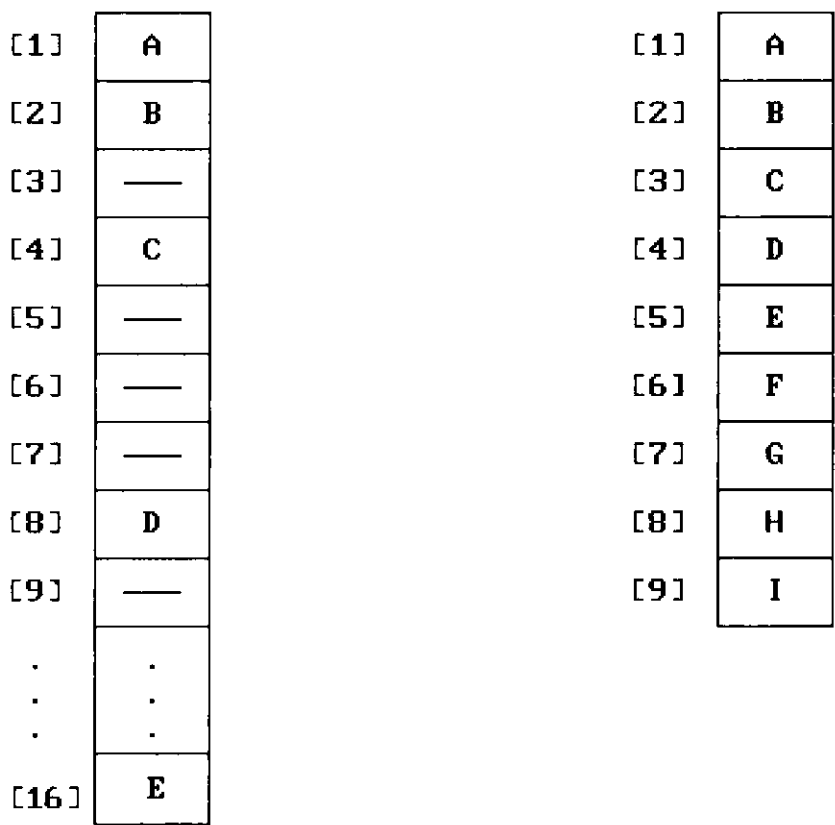 [1] A [1] A
[2] B [2] B
[3] — [3] C
[4] C [4] D
[5] — [5] E
[6] — [6] F
[7] — [7] G
[8] D [8] H
[9] — [9] I
. .
. .
. .
[16] E